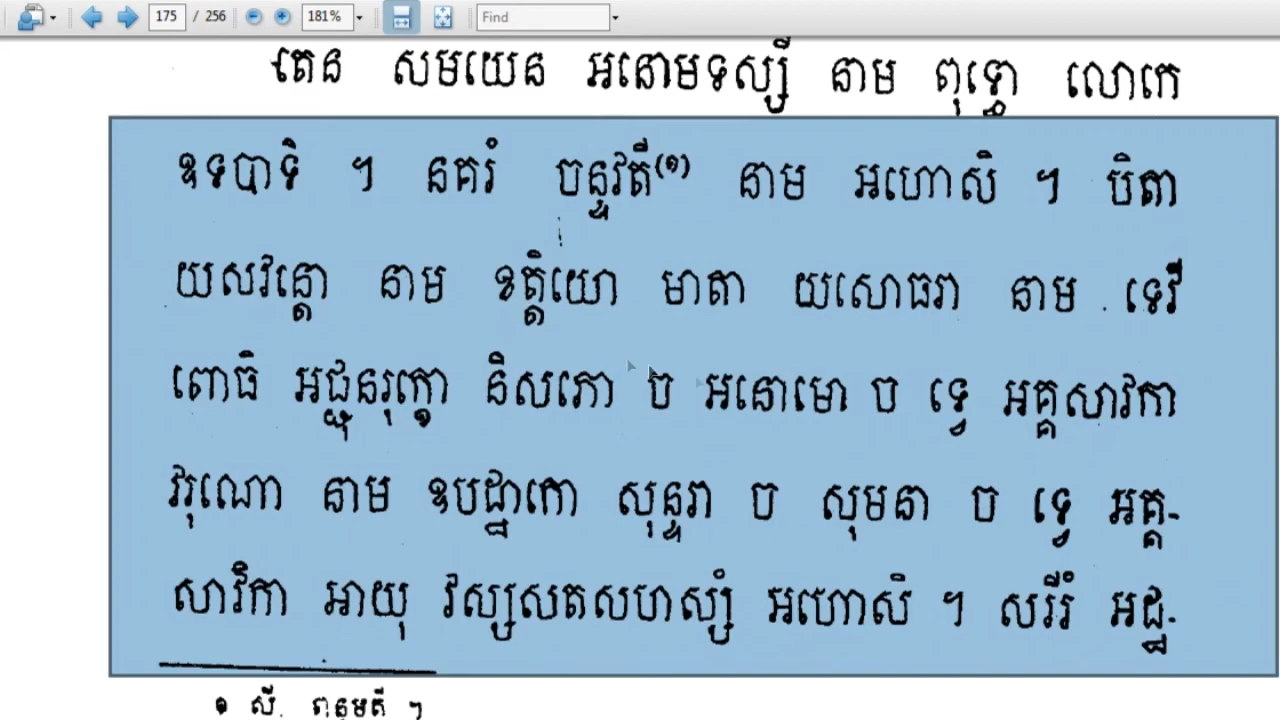 175 / 256 181% Find
តេន សមយេន អនោមទស្សី នាម ពុទ្ធោ លោកេ
ឧទបាទិ ។ នគរំ ចន្ទវតី(១) នាម អហោសិ ។ បិតា
យសវន្តោ នាម ខត្តិយោ មាតា យសោធរា នាម ទេវី
ពោធិ អជ្ជុនរុក្ខោ និសភោ ច អនោមោ ច ទ្វេ អគ្គសាវកា
វរុណោ នាម ឧបដ្ឋាកោ សុន្ទរា ច សុមនា ច ទ្វេ អគ្គ-
សាវិកា អាយុ វស្សសតសហស្សំ អហោសិ ។ សរីរំ អដ្ឋ-
១ សី. ពន្ធុមតី ។